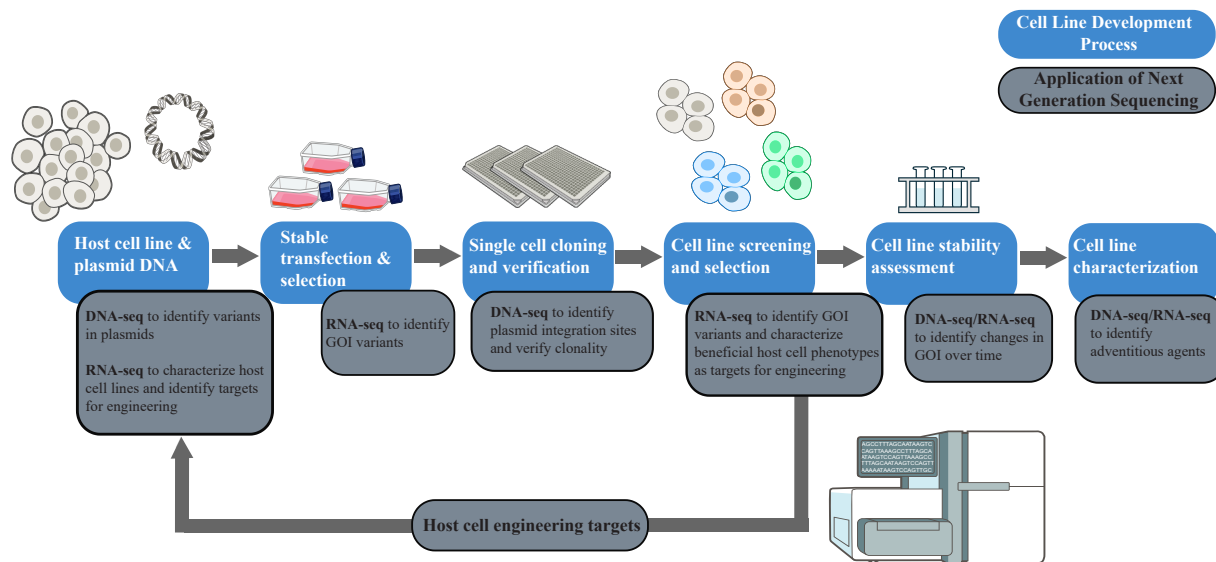 Cell Line Development
Process
Application of Next
Generation Sequencing
Host cell line &
plasmid DNA
Stable
transfection &
selection
Single cell cloning
and verification
Cell line screening
and selection
Cell line stability
assessment
Cell line
characterization
DNA-seq to identify variants
in plasmids
RNA-seq to characterize host
cell lines and identify targets
for engineering
RNA-seq to identify
GOI variants
DNA-seq to identify
plasmid integration sites
and verify clonality
RNA-seq to identify GOI
variants and characterize
beneficial host cell phenotypes
as targets for engineering
DNA-seq/RNA-seq
to identify changes in
GOI over time
DNA-seq/RNA-seq
to identify
adventitious agents
Host cell engineering targets
AGCCTTTAGCAATAAGTC
CAGTTAAAGCCTTTAGCA
ATAAGTCCAGTTAAAGCC
TTTAGCAATAAGTCCAGTT
AAAAATAAGTCCAGTTGC